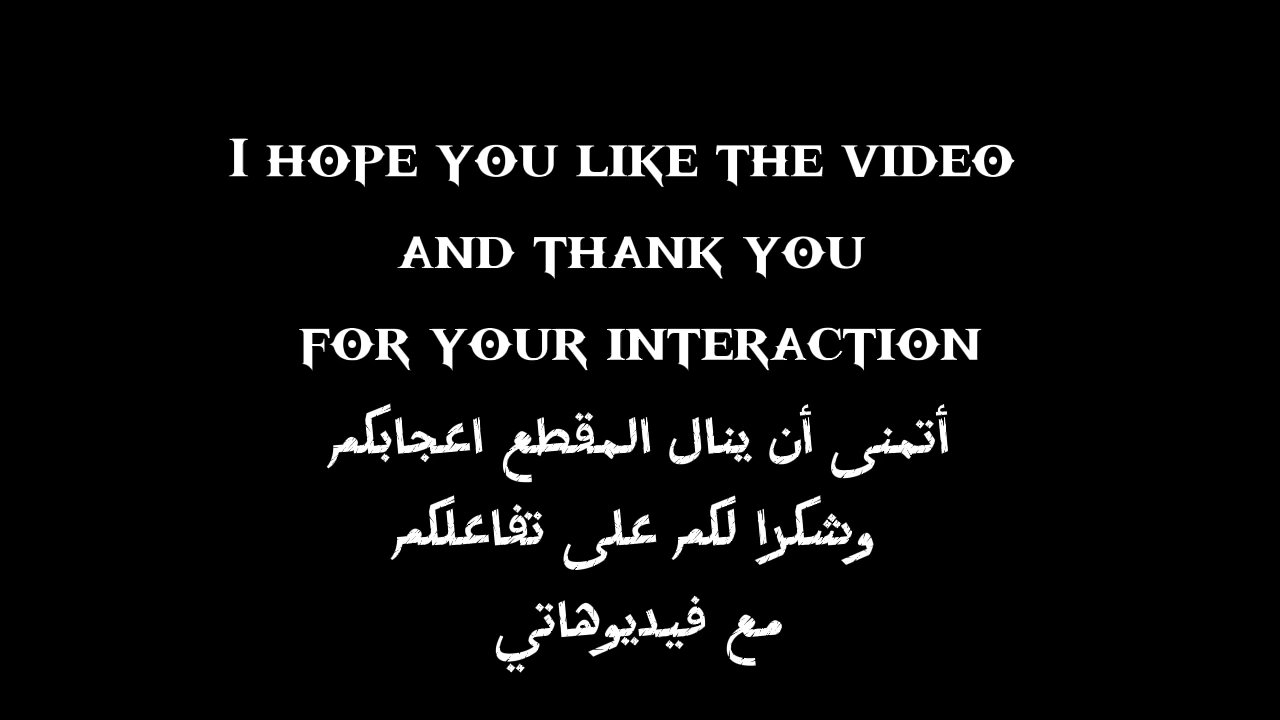 I HOPE YOU LIKE THE VIDEO
AND THANK YOU
FOR YOUR INTERACTION
أتمنى أن ينال المقطع اعجابكم
وشكرا لكم على تفاعلكم
مع فيديوهاتي